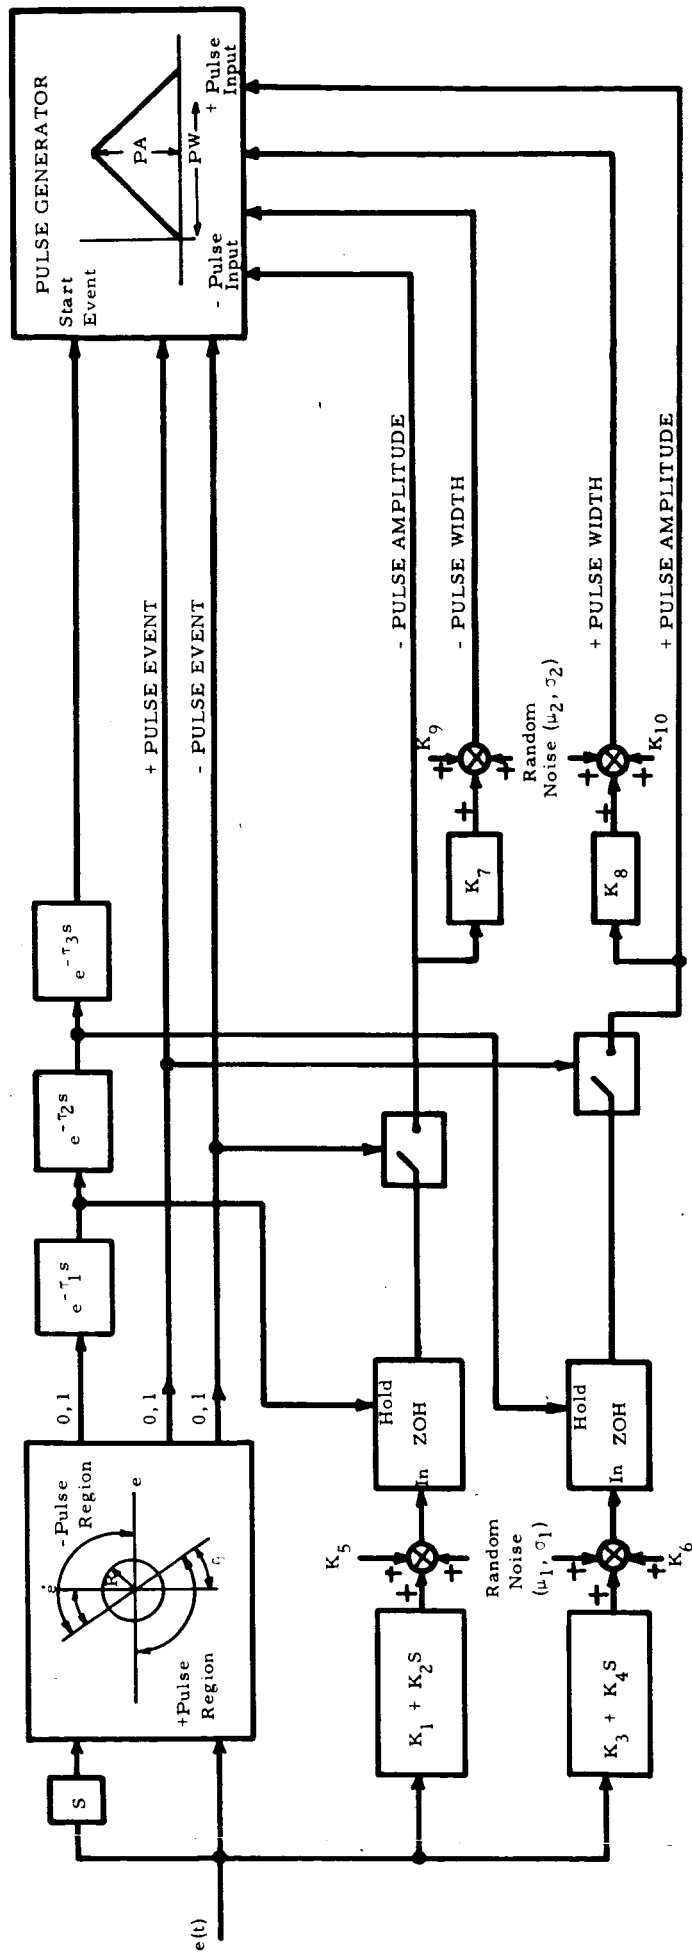 e(t)
S
ė
-Pulse
Region
R
e
+Pulse
Region
0,1
0,1
0,1
e^-τ1s
e^-τ2s
e^-τ3s
+ PULSE EVENT
- PULSE EVENT
PULSE GENERATOR
Start
Event
PA
PW
- Pulse
Input
+ Pulse
Input
K1 + K2S
K5
+
+
+
In
Hold
ZOH
Random
Noise
(μ1, σ1)
K3 + K4S
+
+
+
K6
In
Hold
ZOH
- PULSE AMPLITUDE
K7
K9
+
+
+
- PULSE WIDTH
Random
Noise (μ2, σ2)
K8
+
+
+
K10
+ PULSE WIDTH
+ PULSE AMPLITUDE